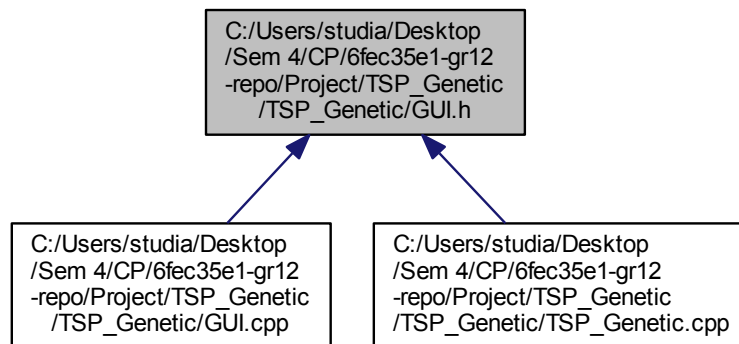 C:/Users/studia/Desktop
/Sem 4/CP/6fec35e1-gr12
-repo/Project/TSP_Genetic
/TSP_Genetic/GUI.h
C:/Users/studia/Desktop
/Sem 4/CP/6fec35e1-gr12
-repo/Project/TSP_Genetic
/TSP_Genetic/GUI.cpp
C:/Users/studia/Desktop
/Sem 4/CP/6fec35e1-gr12
-repo/Project/TSP_Genetic
/TSP_Genetic/TSP_Genetic.cpp